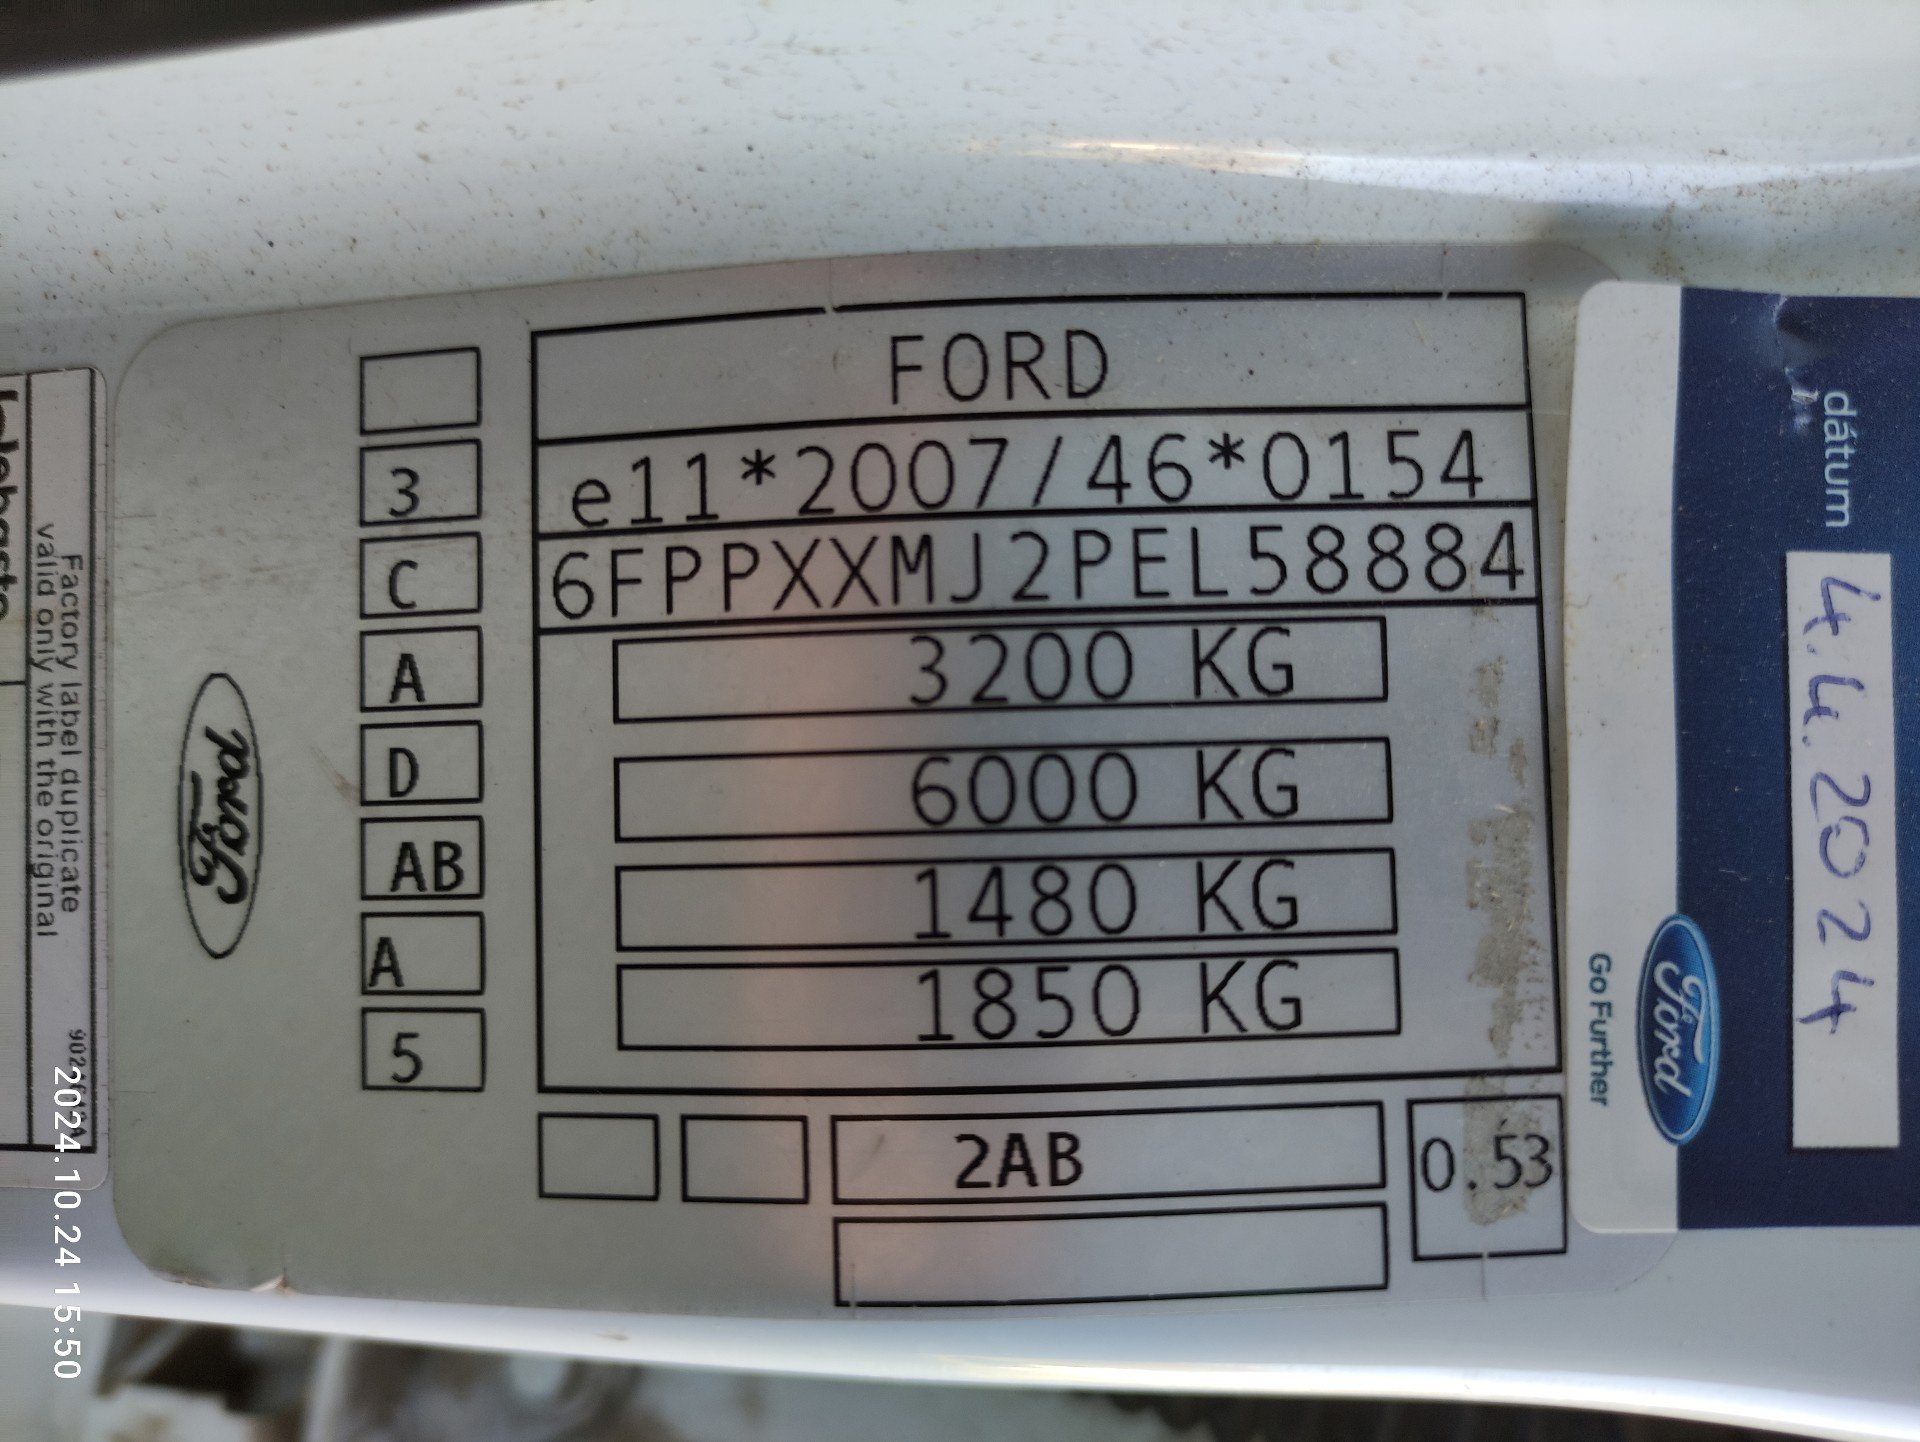 FORD
e11*2007/46*0154
6FPPXXMJ2PEL58884
3200 KG
6000 KG
1480 KG
1850 KG
3
C
A
D
AB
A
5
2AB
0.53
Ford
Factory label duplicate
valid only with the original
dátum
4.4.2024
Ford
Go Further
2024.10.24 15:50